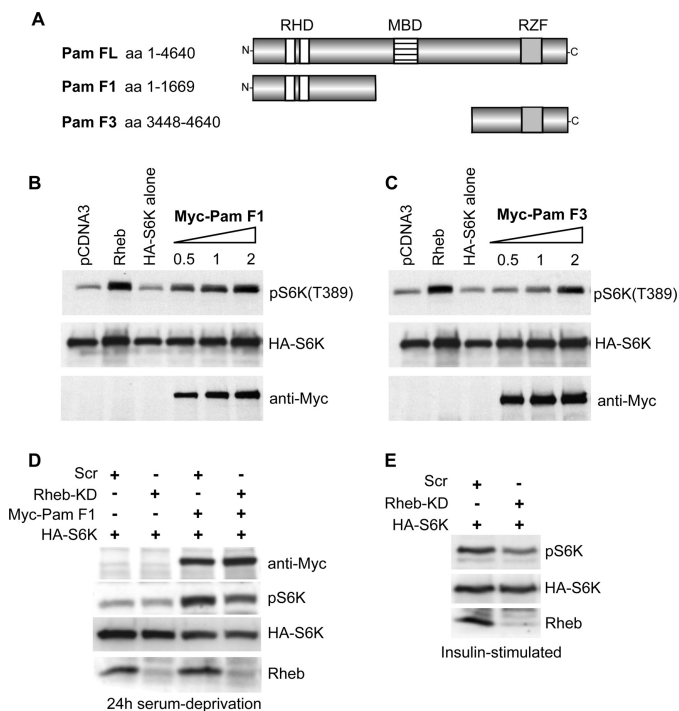 A
RHD MBD RZF
Pam FL aa 1-4640 N- -C
Pam F1 aa 1-1669 N-
Pam F3 aa 3448-4640 -C
B
pCDNA3 Rheb HA-S6K alone Myc-Pam F1
0.5 1 2
pS6K(T389)
HA-S6K
anti-Myc
C
pCDNA3 Rheb HA-S6K alone Myc-Pam F3
0.5 1 2
pS6K(T389)
HA-S6K
anti-Myc
D
Scr + - + -
Rheb-KD - + - +
Myc-Pam F1 - - + +
HA-S6K + + + +
anti-Myc
pS6K
HA-S6K
Rheb
24h serum-deprivation
E
Scr + -
Rheb-KD - +
HA-S6K + +
pS6K
HA-S6K
Rheb
Insulin-stimulated